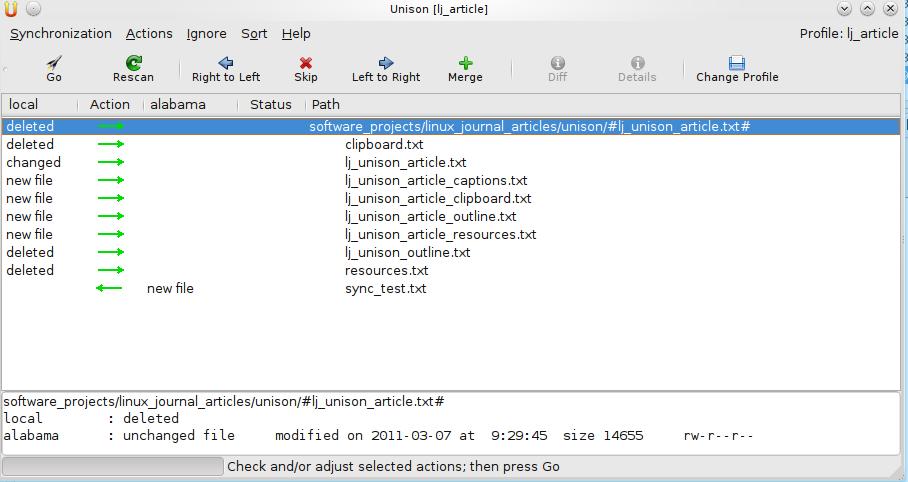 Unison [lj_article]
Synchronization Actions Ignore Sort Help Profile: lj_article
Go Rescan Right to Left Skip Left to Right Merge Diff Details Change Profile
local Action alabama Status Path
deleted software_projects/linux_journal_articles/unison/#lj_unison_article.txt#
deleted clipboard.txt
changed lj_unison_article.txt
new file lj_unison_article_captions.txt
new file lj_unison_article_clipboard.txt
new file lj_unison_article_outline.txt
new file lj_unison_article_resources.txt
deleted lj_unison_outline.txt
deleted resources.txt
new file sync_test.txt
software_projects/linux_journal_articles/unison/#lj_unison_article.txt#
local : deleted
alabama : unchanged file modified on 2011-03-07 at 9:29:45 size 14655 rw-r--r--
Check and/or adjust selected actions; then press Go